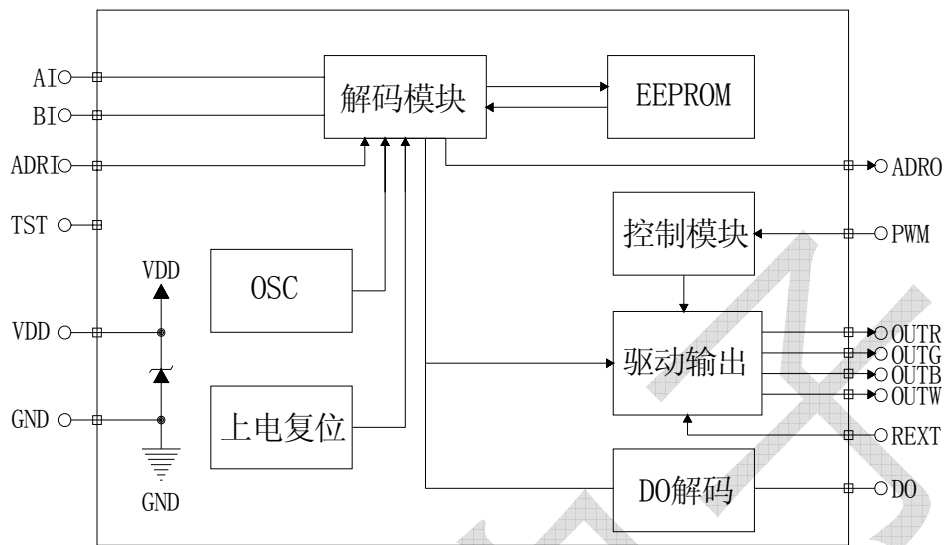 AI
BI
ADRI
TST
VDD
VDD
GND
GND
解码模块
EEPROM
OSC
上电复位
控制模块
驱动输出
DO解码
ADRO
PWM
OUTR
OUTG
OUTB
OUTW
REXT
DO